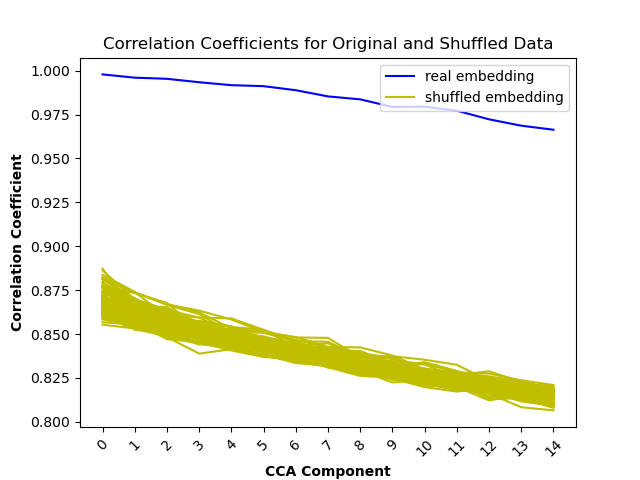 Correlation Coefficients for Original and Shuffled Data
real embedding
shuffled embedding
1.000
0.975
0.950
0.925
0.900
0.875
0.850
0.825
0.800
Correlation Coefficient
0 1 2 3 4 5 6 7 8 9 10 11 12 13 14
CCA Component